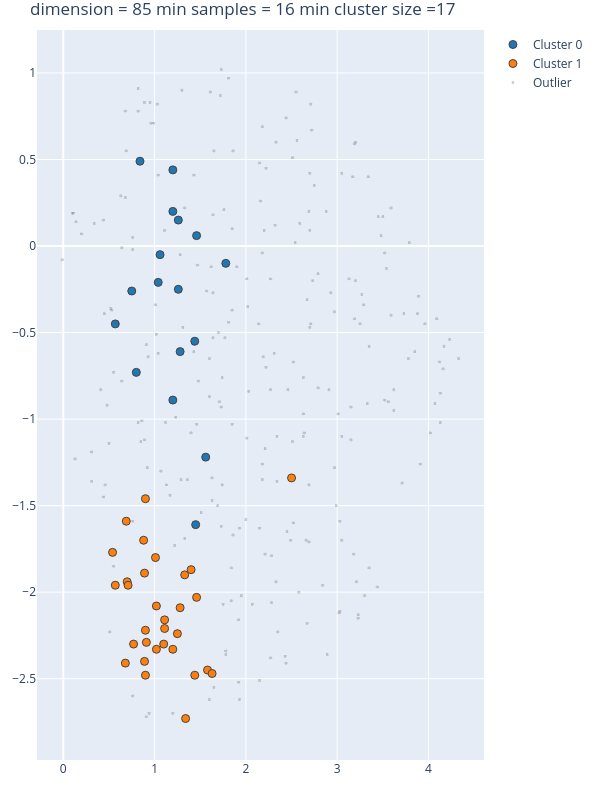 dimension = 85 min samples = 16 min cluster size =17
Cluster 0
Cluster 1
Outlier
1
0.5
0
−0.5
−1
−1.5
−2
−2.5
0 1 2 3 4